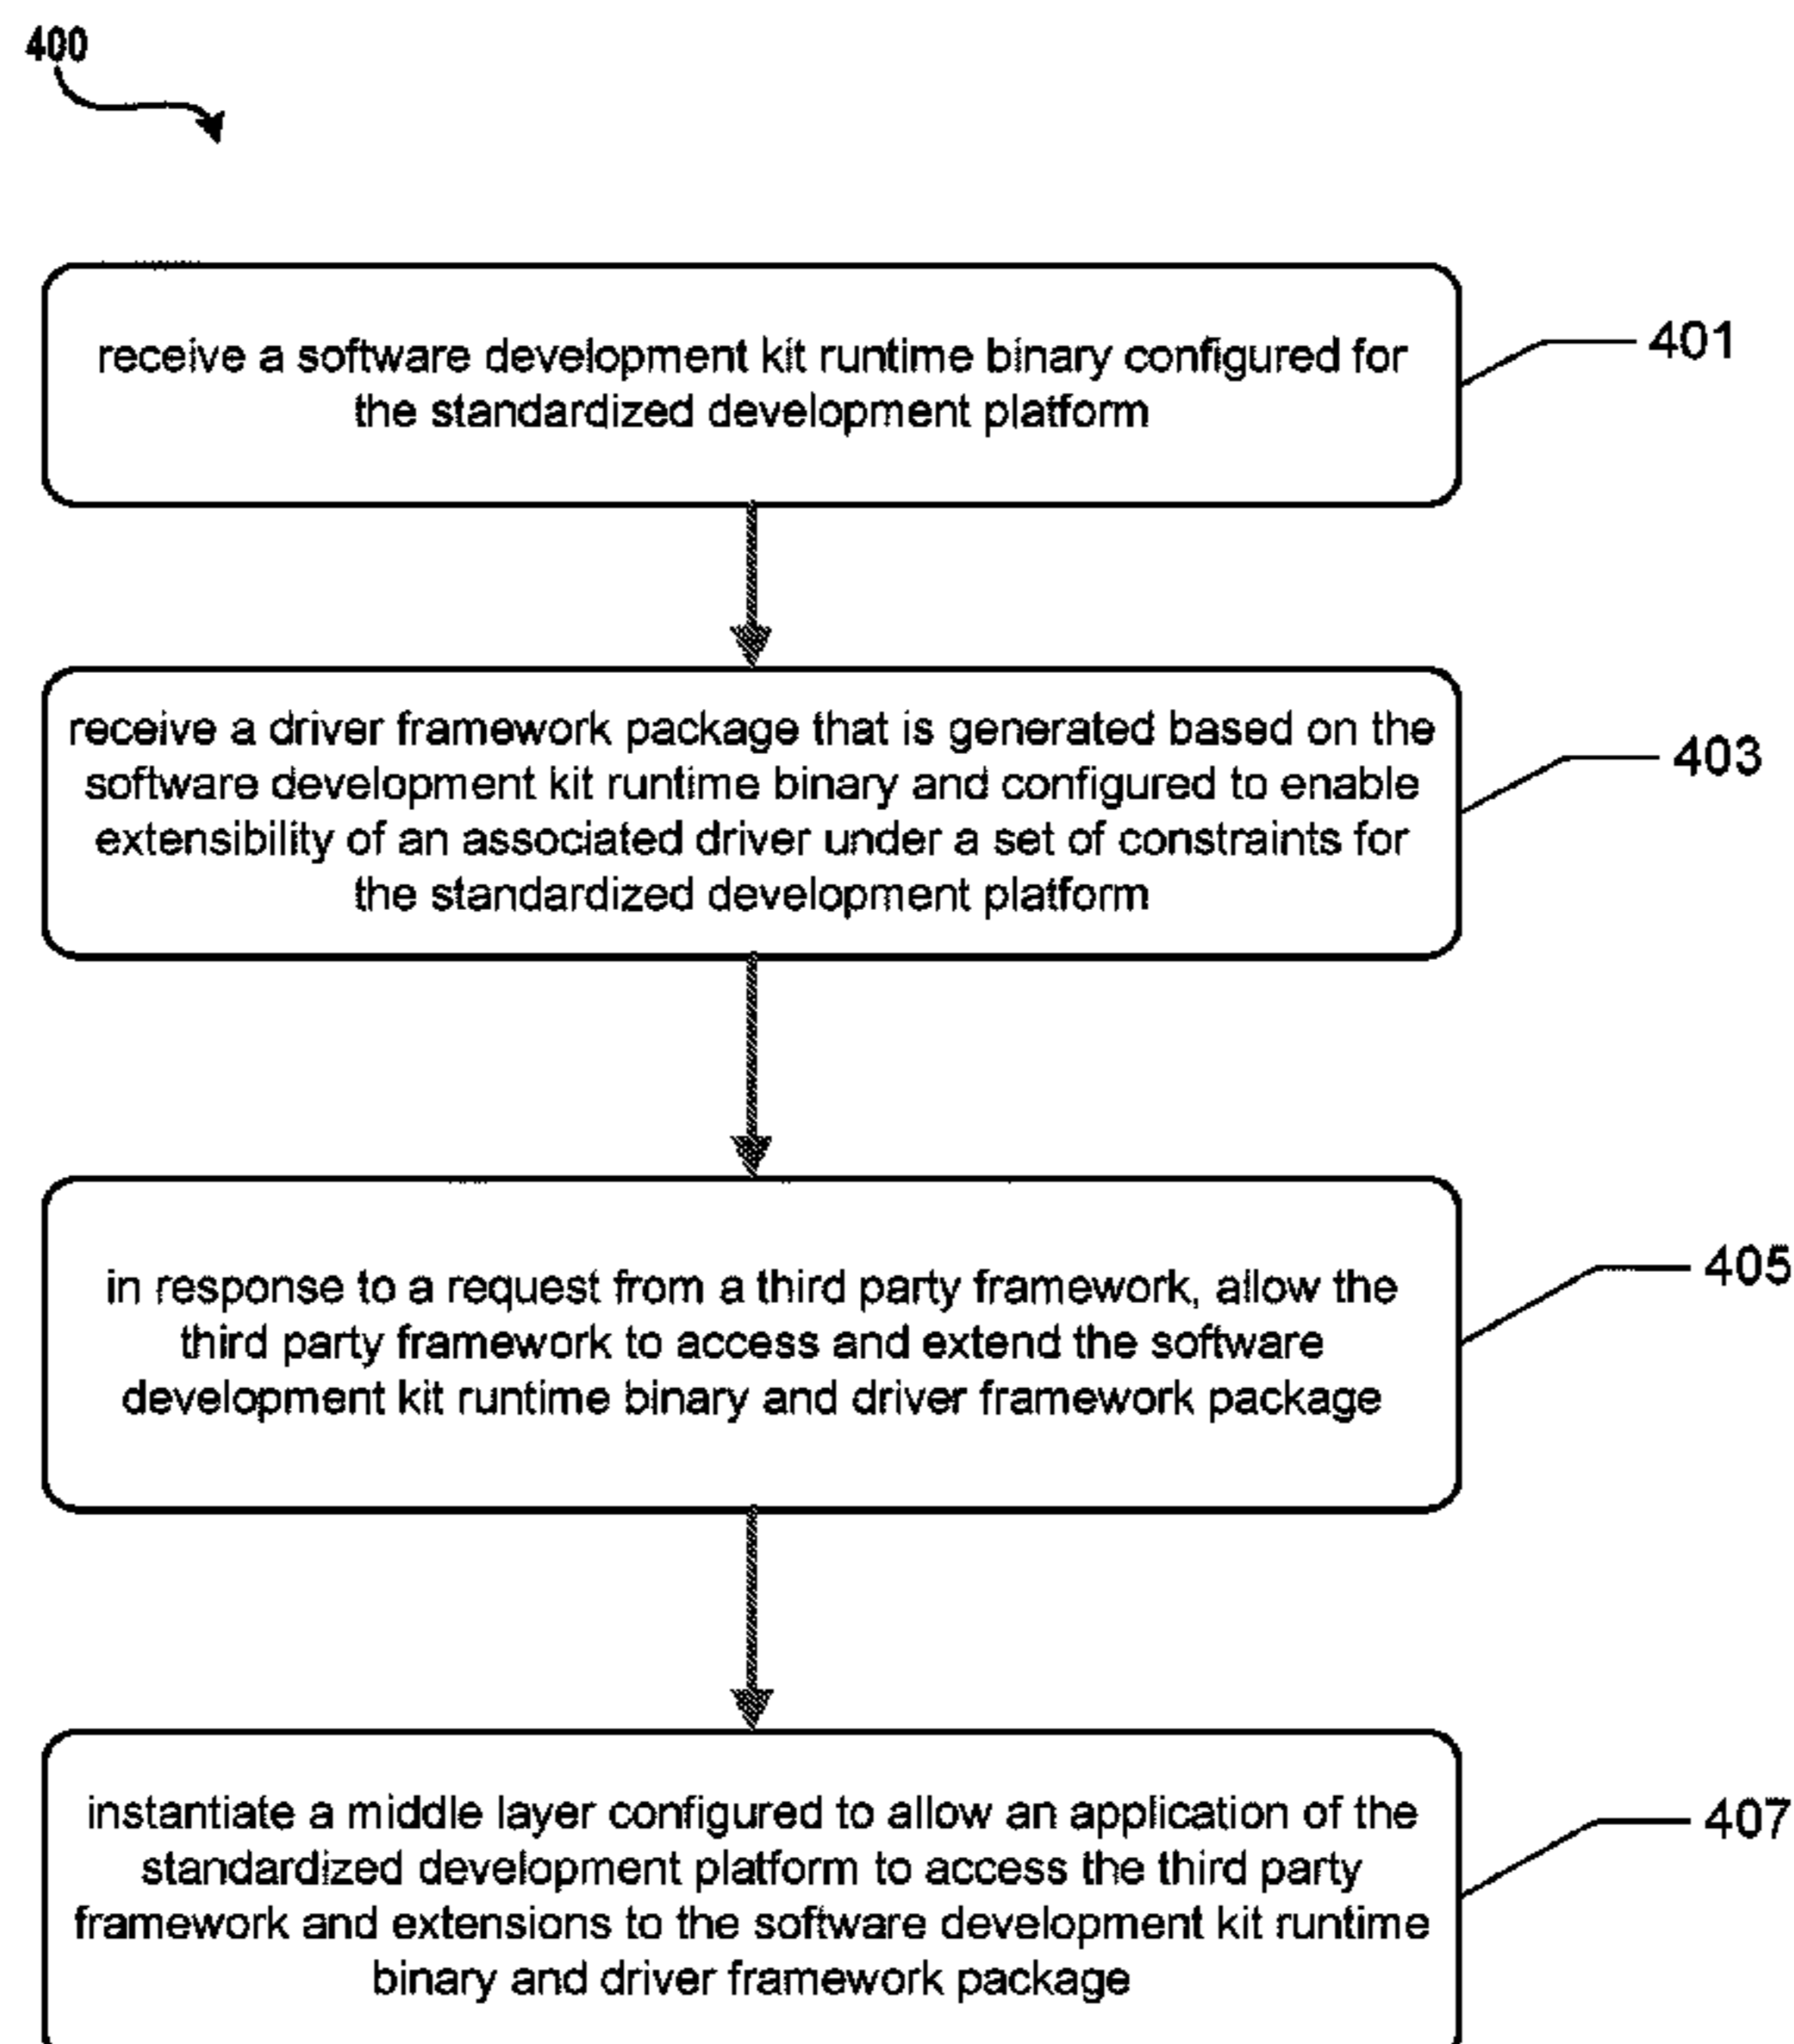 400
receive a software development kit runtime binary configured for
the standardized development platform
401
receive a driver framework package that is generated based on the
software development kit runtime binary and configured to enable
extensibility of an associated driver under a set of constraints for
the standardized development platform
403
in response to a request from a third party framework, allow the
third party framework to access and extend the software
development kit runtime binary and driver framework package
405
instantiate a middle layer configured to allow an application of the
standardized development platform to access the third party
framework and extensions to the software development kit runtime
binary and driver framework package
407